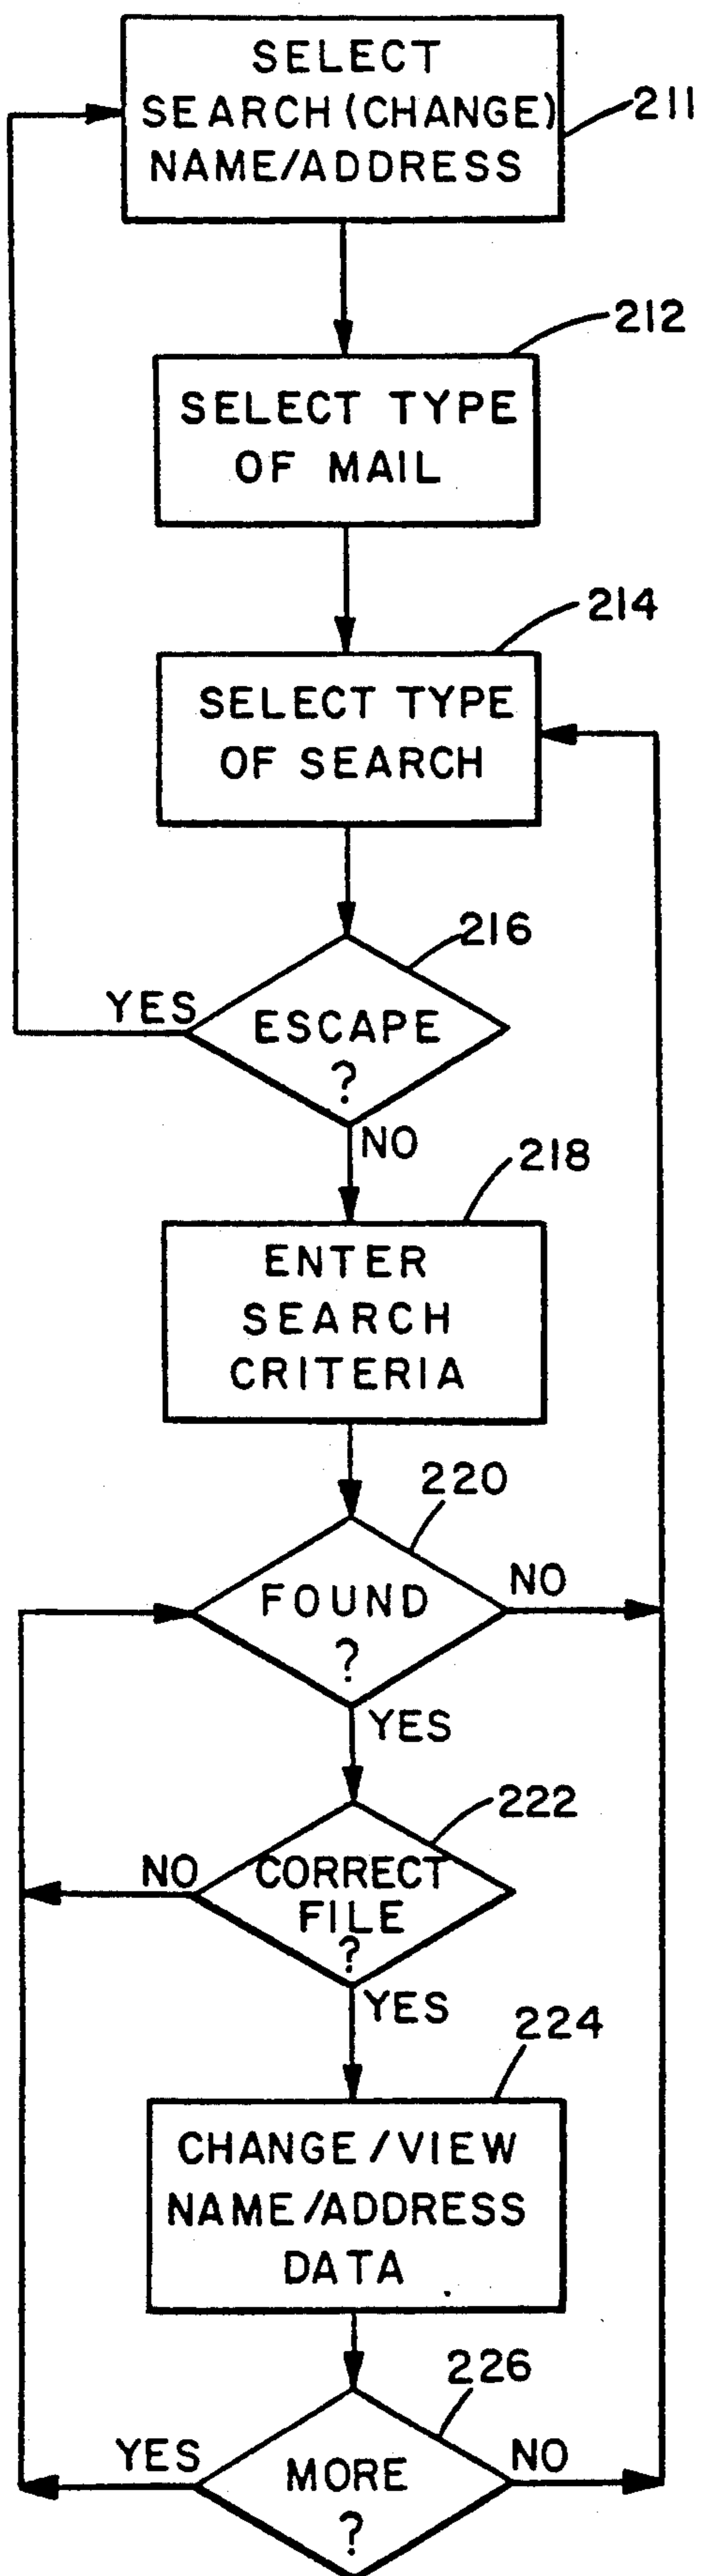 SELECT
SEARCH (CHANGE)
NAME/ADDRESS
211
212
SELECT TYPE
OF MAIL
214
SELECT TYPE
OF SEARCH
216
YES
ESCAPE
?
NO
218
ENTER
SEARCH
CRITERIA
220
FOUND
?
NO
YES
222
NO
CORRECT
FILE
?
YES
224
CHANGE/VIEW
NAME/ADDRESS
DATA
226
YES
MORE
?
NO